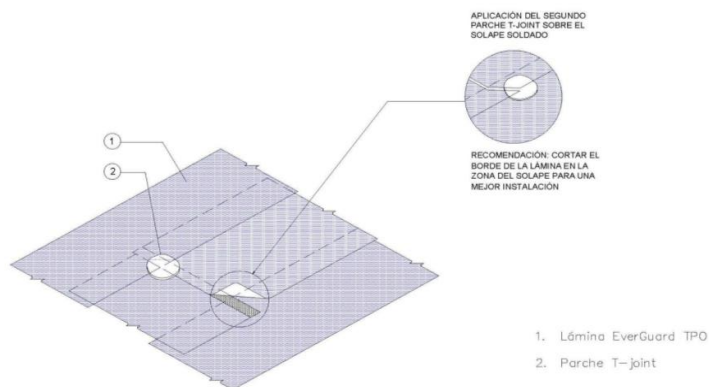 APLICACIÓN DEL SEGUNDO
PARCHE T-JOINT SOBRE EL
SOLAPE SOLDADO
RECOMENDACIÓN: CORTAR EL
BORDE DE LA LÁMINA EN LA
ZONA DEL SOLAPE PARA UNA
MEJOR INSTALACIÓN
1
2
1. Lámina EverGuard TPO
2. Parche T-joint